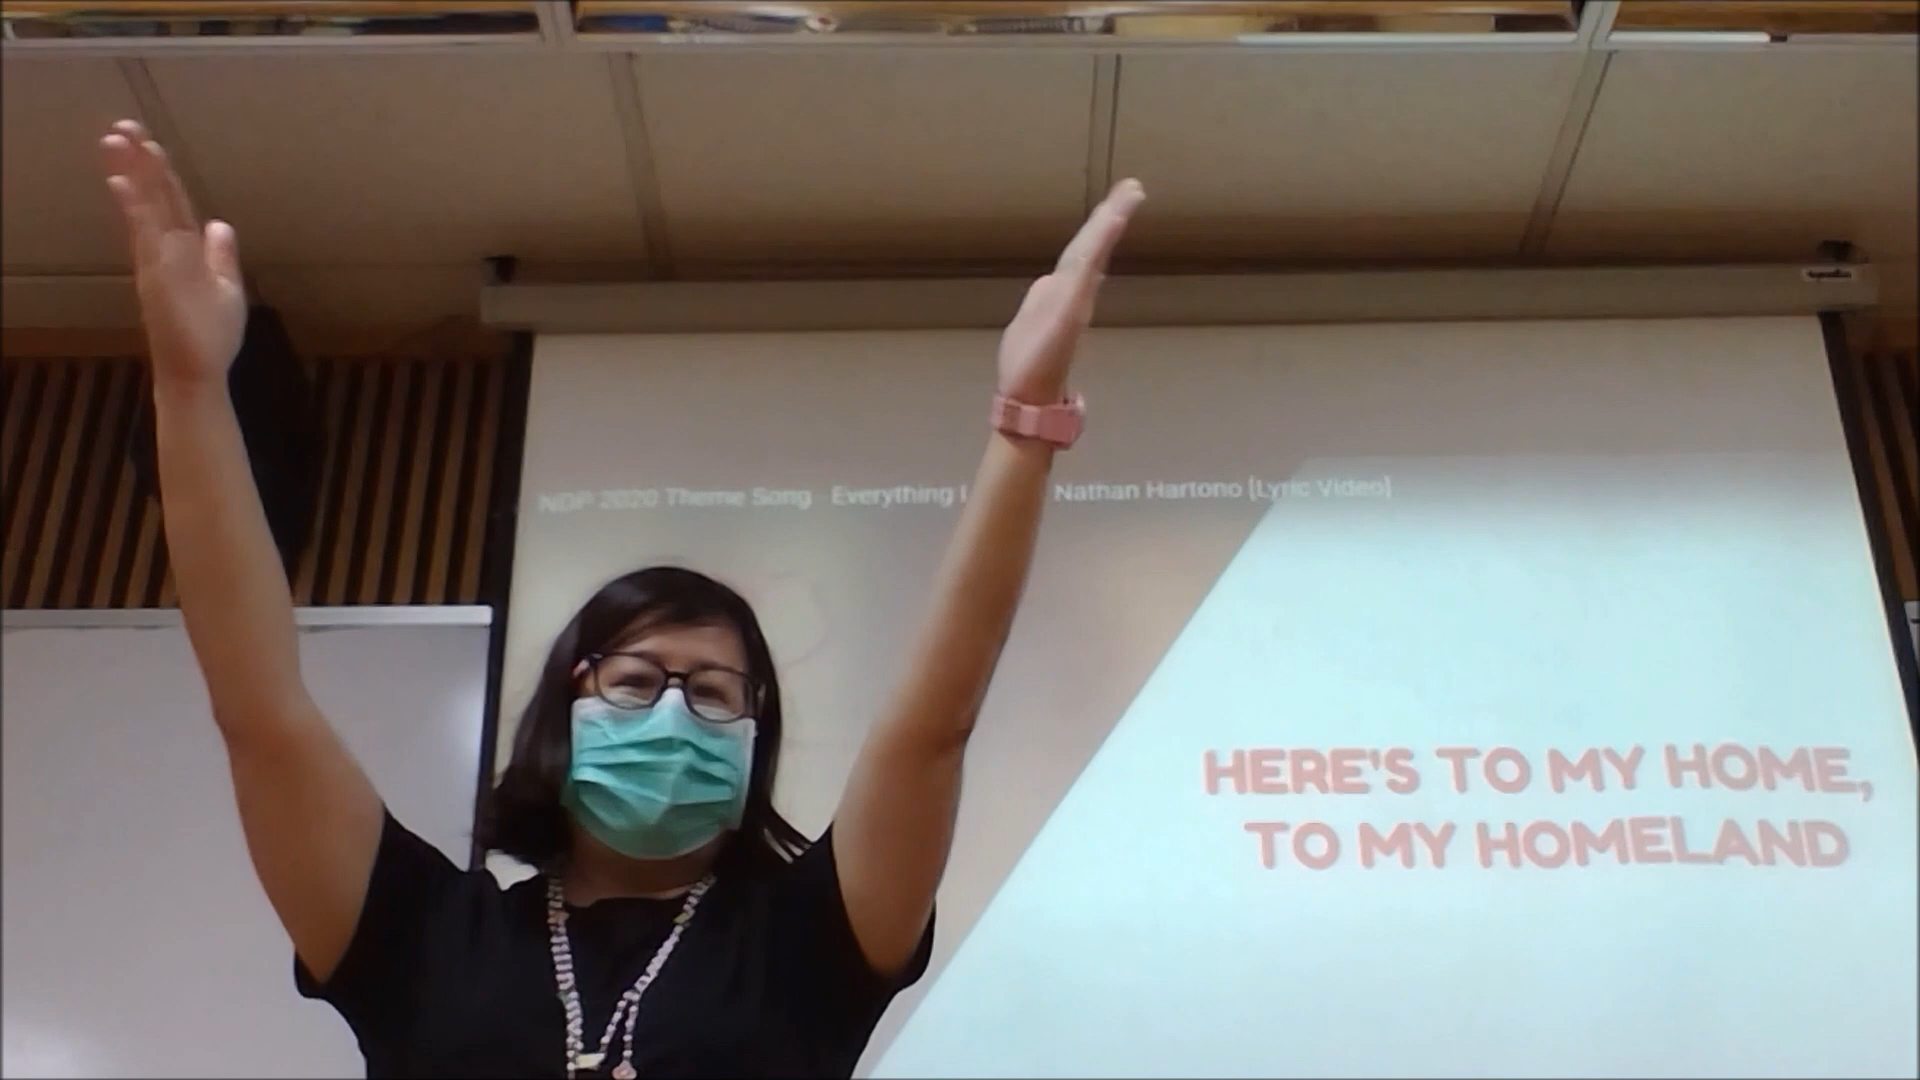 NDP 2020 Theme Song Everything I Nathan Hartono [Lyric Video]
HERE'S TO MY HOME,
TO MY HOMELAND